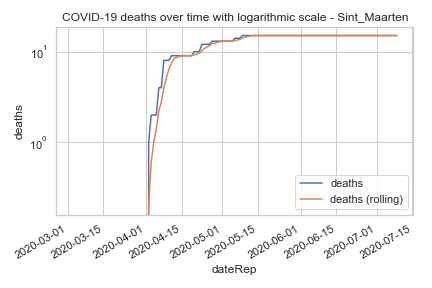 COVID-19 deaths over time with logarithmic scale - Sint_Maarten
deaths
10¹
10⁰
deaths
deaths (rolling)
2020-03-01
2020-03-15
2020-04-01
2020-04-15
2020-05-01
2020-05-15
2020-06-01
2020-06-15
2020-07-01
2020-07-15
dateRep